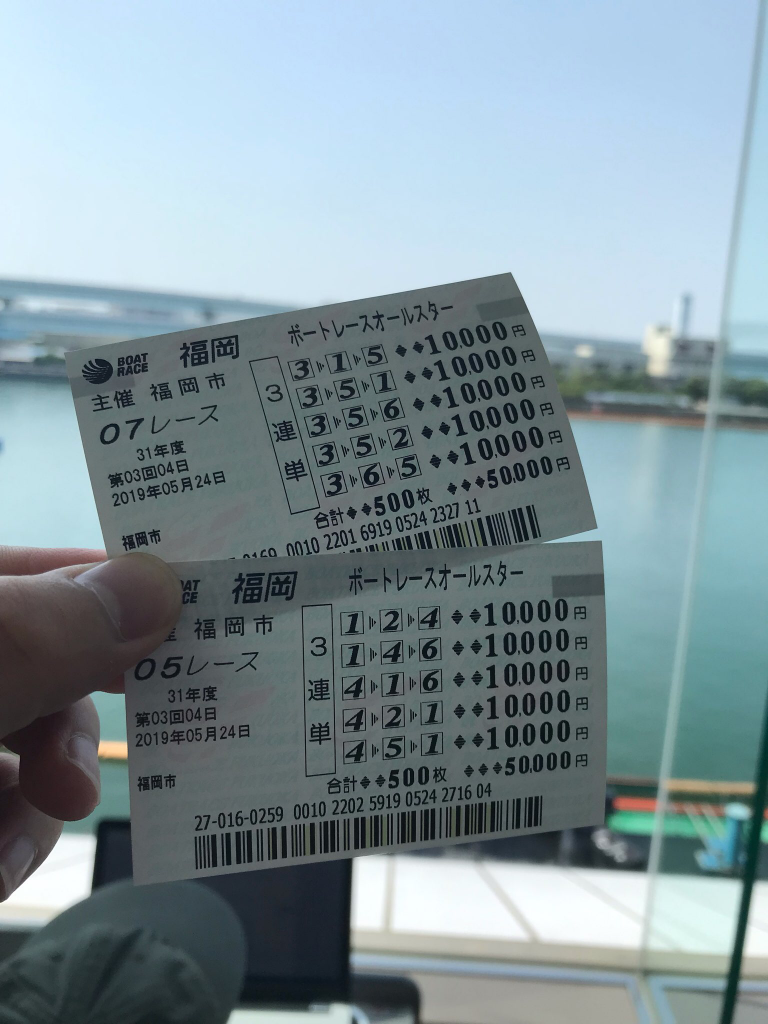 BOAT RACE 福岡 ボートレースオールスター
主催 福岡市
07レース
31年度
第03回04日
2019年05月24日
福岡市
3連単
3 1 5 10,000円
3 5 1 10,000円
3 5 6 10,000円
3 5 2 10,000円
3 6 5 10,000円
合計 500枚 50,000円
0169 0010 2201 6919 0524 2327 11
福岡 ボートレースオールスター
福岡市
05レース
31年度
第03回04日
2019年05月24日
福岡市
3連単
1 2 4 10,000円
1 4 6 10,000円
4 1 6 10,000円
4 2 1 10,000円
4 5 1 10,000円
合計 500枚 50,000円
27-016-0259 0010 2202 5919 0524 2716 04